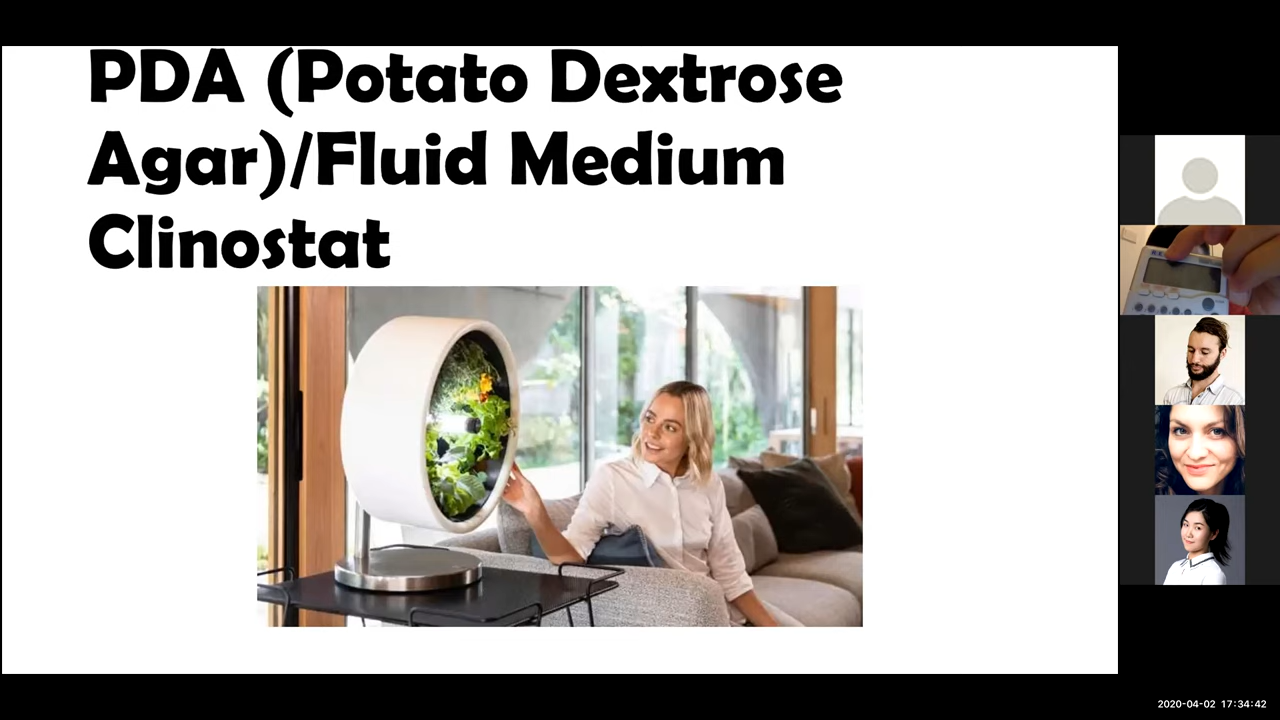 PDA (Potato Dextrose
Agar)/Fluid Medium
Clinostat
2020-04-02 17:34:42